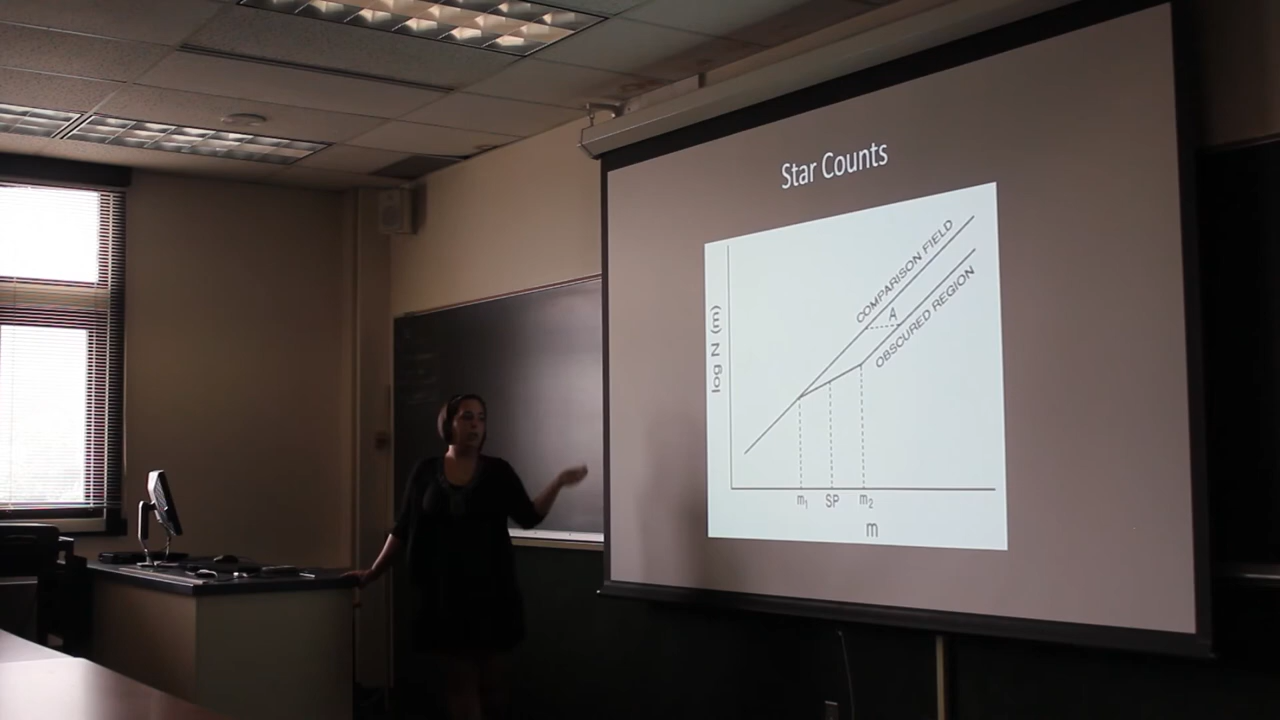 Star Counts
COMPARISON FIELD
A
OBSCURED REGION
log N (m)
m₁ SP m₂
m